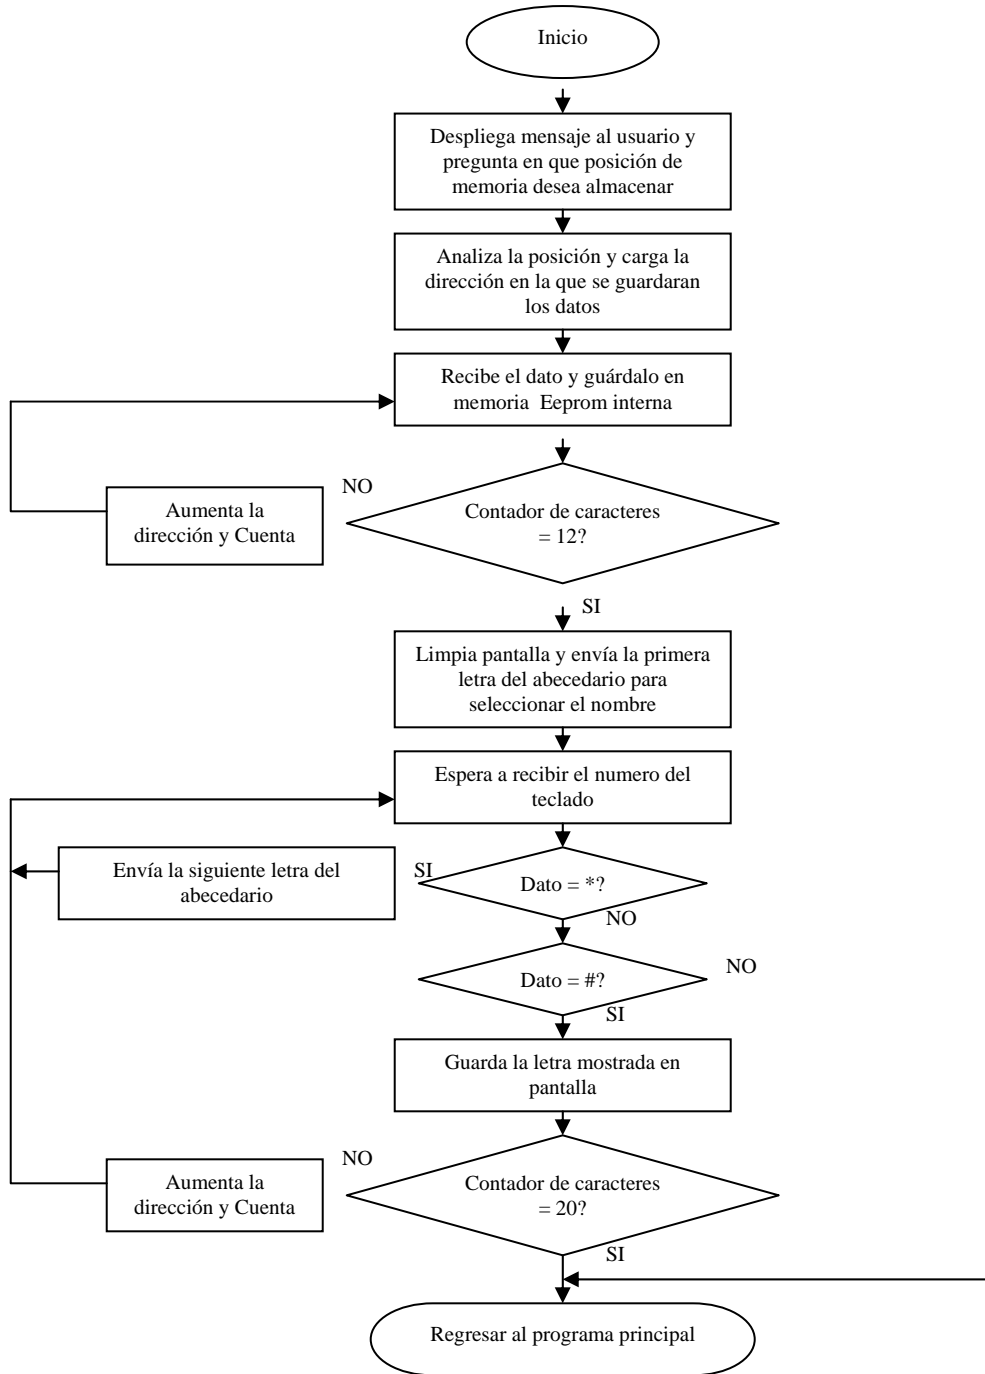 Inicio
Despliega mensaje al usuario y
pregunta en que posición de
memoria desea almacenar
Analiza la posición y carga la
dirección en la que se guardaran
los datos
Recibe el dato y guárdalo en
memoria Eeprom interna
NO
Aumenta la
dirección y Cuenta
Contador de caracteres
= 12?
SI
Limpia pantalla y envía la primera
letra del abecedario para
seleccionar el nombre
Espera a recibir el numero del
teclado
Envía la siguiente letra del
abecedario
SI
Dato = *?
NO
Dato = #?
NO
SI
Guarda la letra mostrada en
pantalla
NO
Aumenta la
dirección y Cuenta
Contador de caracteres
= 20?
SI
Regresar al programa principal